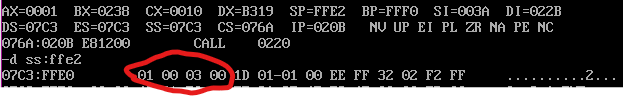 AX=0001  BX=0238  CX=0010  DX=B319  SP=FFE2  BP=FFF0  SI=003A  DI=022B
DS=07C3  ES=07C3  SS=07C3  CS=076A  IP=020B   NV UP EI PL ZR NA PE NC
076A:020B E81200        CALL    0220
-d ss:ffe2
07C3:FFE0        01 00 03 00 1D 01-01 00 EE FF 32 02 F2 FF      ..........2...